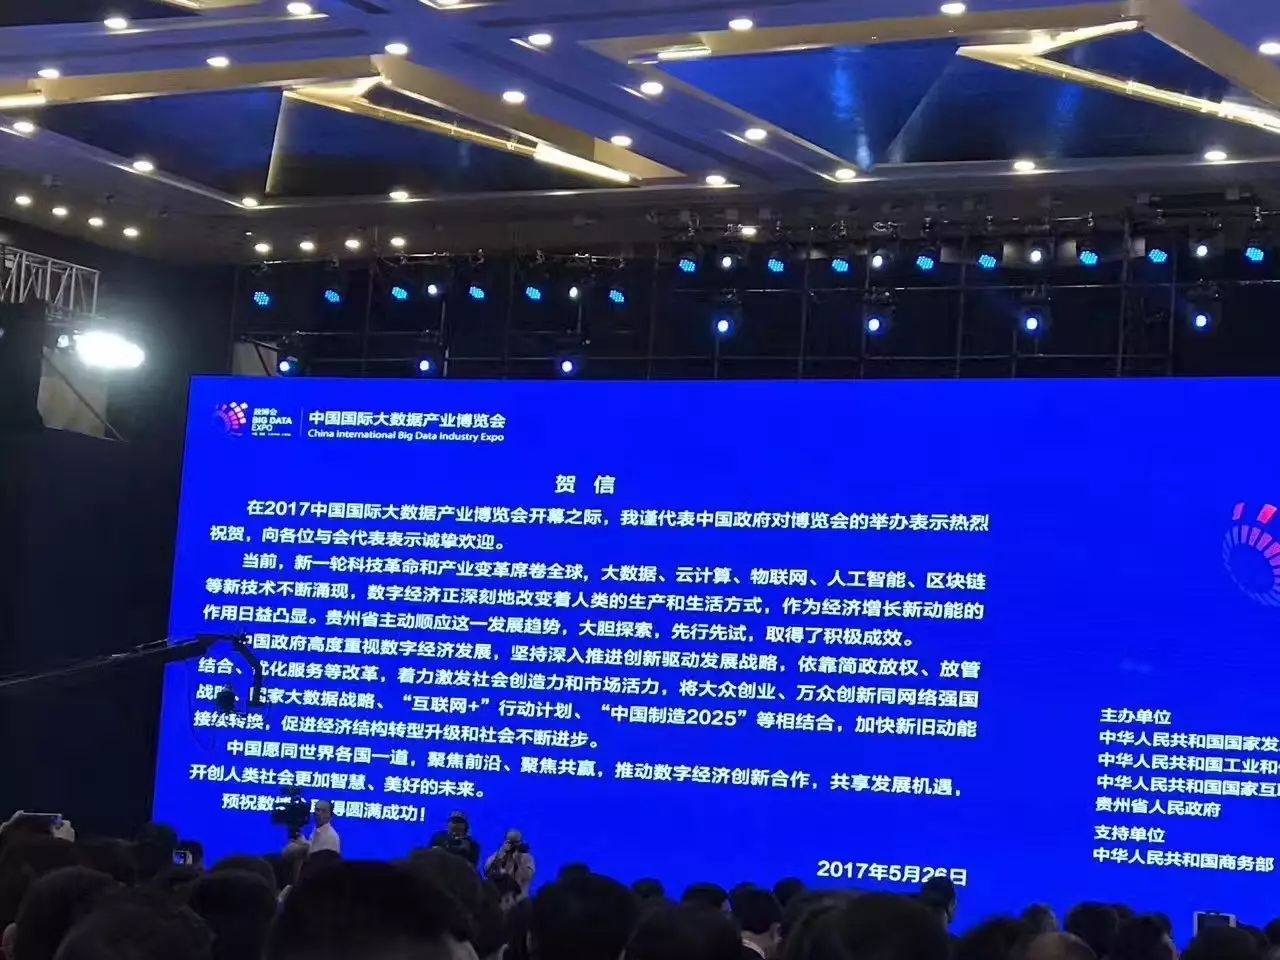 数博会
BIG DATA
EXPO
中国国际大数据产业博览会
China International Big Data Industry Expo
贺 信
在2017中国国际大数据产业博览会开幕之际，我谨代表中国政府对博览会的举办表示热烈
祝贺，向各位与会代表表示诚挚欢迎。
当前，新一轮科技革命和产业变革席卷全球，大数据、云计算、物联网、人工智能、区块链
等新技术不断涌现，数字经济正深刻地改变着人类的生产和生活方式，作为经济增长新动能的
作用日益凸显。贵州省主动顺应这一发展趋势，大胆探索，先行先试，取得了积极成效。
中国政府高度重视数字经济发展，坚持深入推进创新驱动发展战略，依靠简政放权、放管
结合、优化服务等改革，着力激发社会创造力和市场活力，将大众创业、万众创新同网络强国
战略、国家大数据战略、“互联网+”行动计划、“中国制造2025”等相结合，加快新旧动能
接续转换，促进经济结构转型升级和社会不断进步。
中国愿同世界各国一道，聚焦前沿、聚焦共赢，推动数字经济创新合作，共享发展机遇，
开创人类社会更加智慧、美好的未来。
预祝数博 得圆满成功！
2017年5月26日
主办单位
中华人民共和国国家发
中华人民共和国工业和
中华人民共和国国家互
贵州省人民政府
支持单位
中华人民共和国商务部